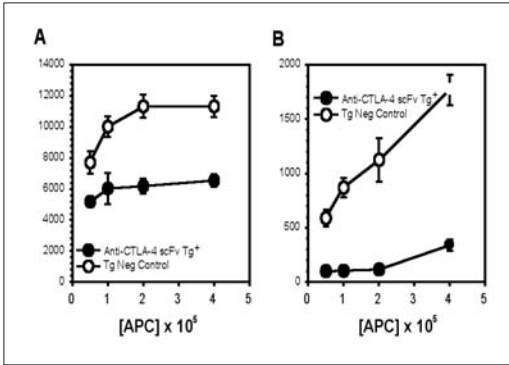 A
14000
12000
10000
8000
6000
4000
2000
0
Anti-CTLA-4 scFv Tg+
Tg Neg Control
0 1 2 3 4 5
[APC] x 10⁵
B
2000
1500
1000
500
0
Anti-CTLA-4 scFv Tg+
Tg Neg Control
0 1 2 3 4 5
[APC] x 10⁵